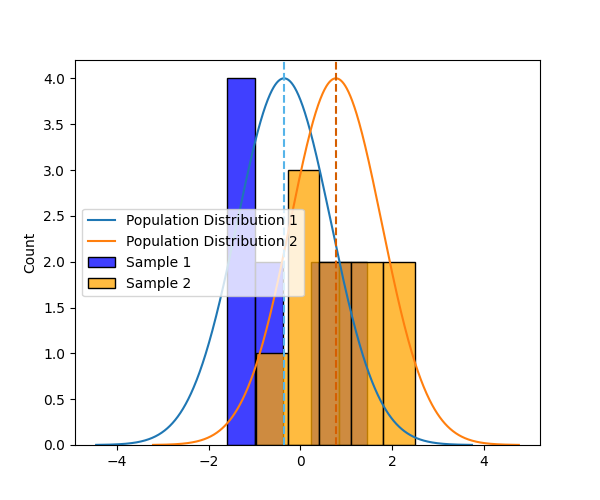 4.0
3.5
3.0
2.5
2.0
1.5
1.0
0.5
0.0
Count
Population Distribution 1
Population Distribution 2
Sample 1
Sample 2
−4
−2
0
2
4